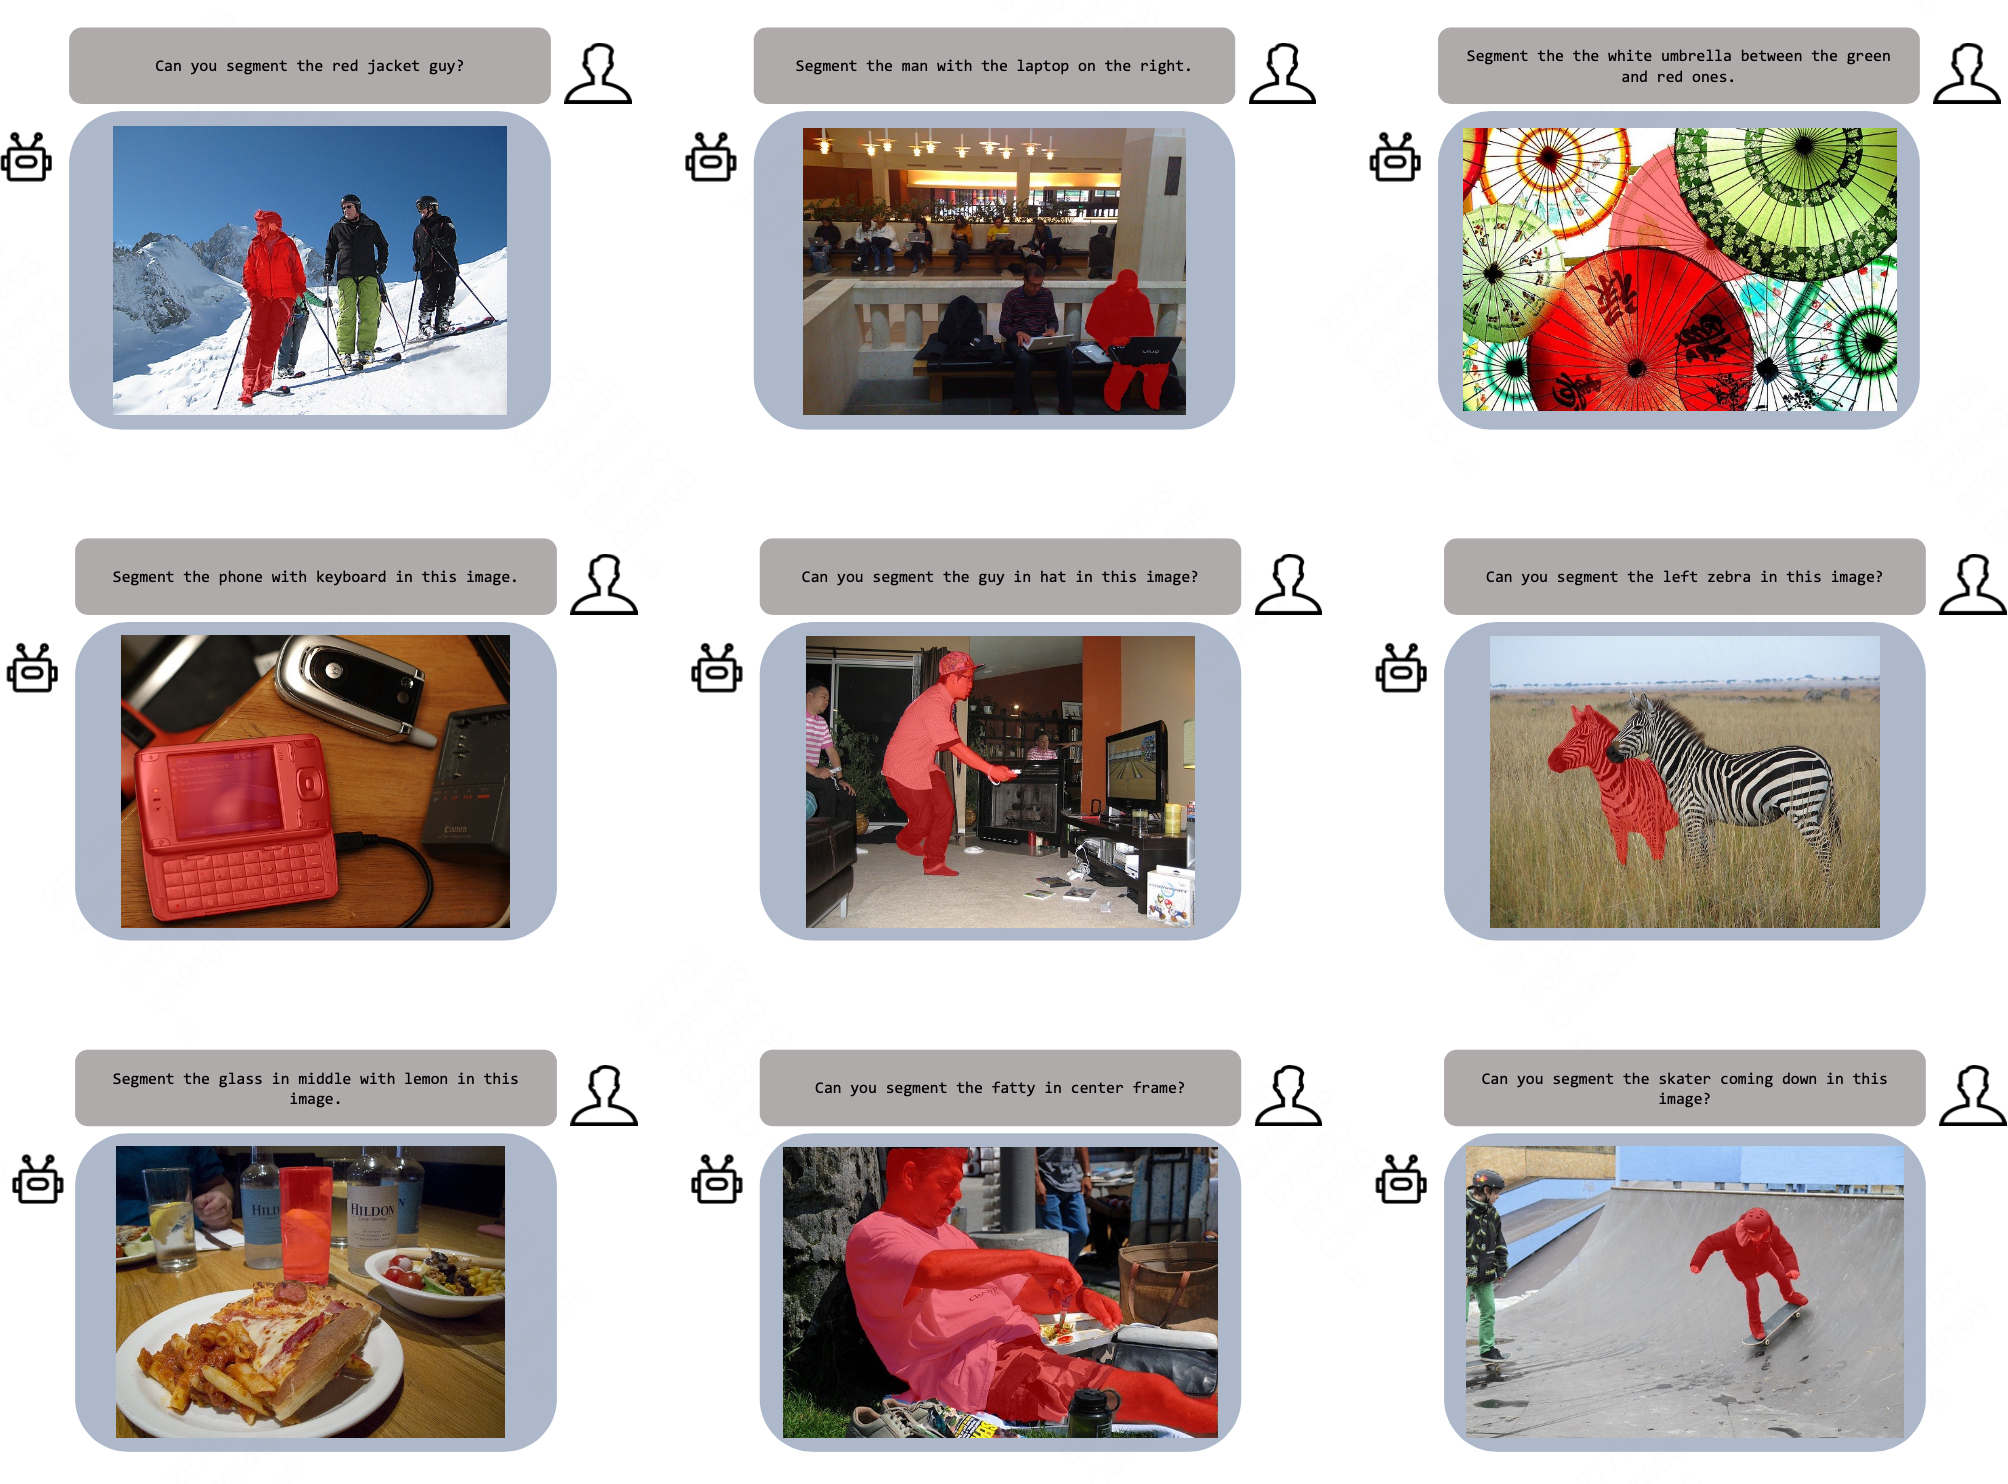 Can you segment the red jacket guy?
Segment the man with the laptop on the right.
Segment the the white umbrella between the green
and red ones.
Segment the phone with keyboard in this image.
Canon
Can you segment the guy in hat in this image?
Can you segment the left zebra in this image?
Segment the glass in middle with lemon in this
image.
HILD
HILDON
Can you segment the fatty in center frame?
Can you segment the skater coming down in this
image?